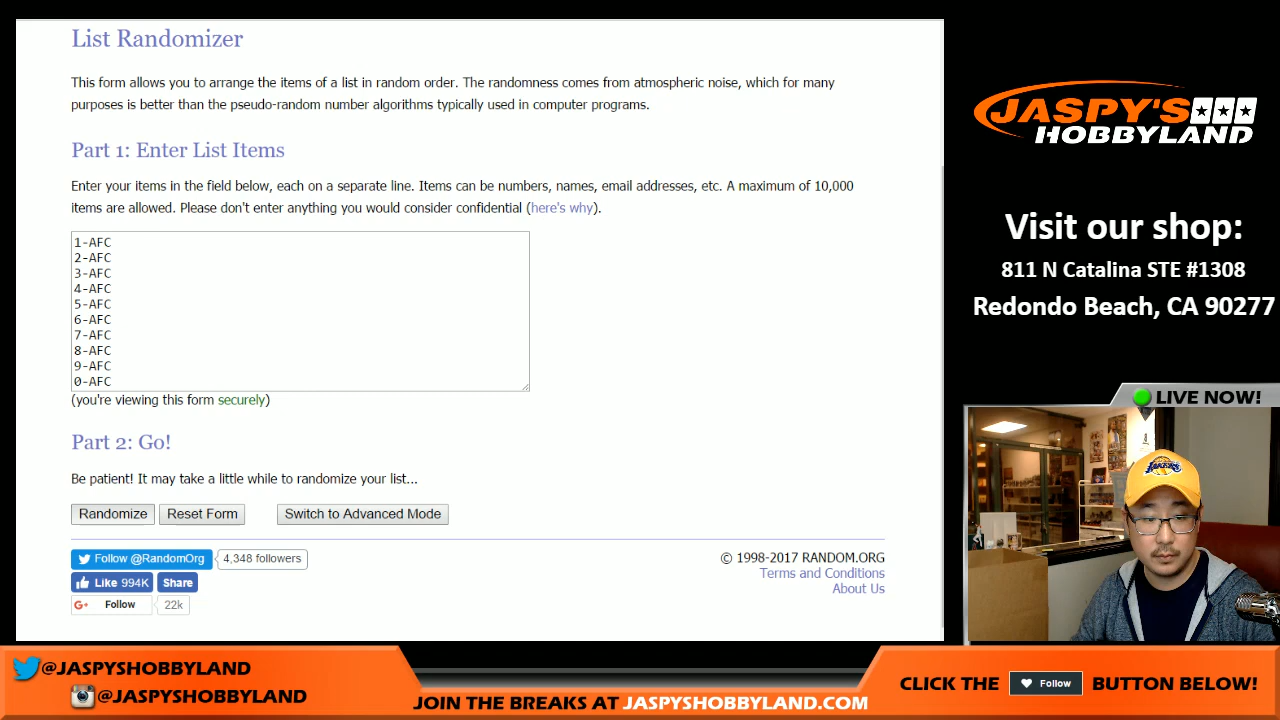 List Randomizer
This form allows you to arrange the items of a list in random order. The randomness comes from atmospheric noise, which for many
purposes is better than the pseudo-random number algorithms typically used in computer programs.
Part 1: Enter List Items
Enter your items in the field below, each on a separate line. Items can be numbers, names, email addresses, etc. A maximum of 10,000
items are allowed. Please don't enter anything you would consider confidential (here's why).
1-AFC
2-AFC
3-AFC
4-AFC
5-AFC
6-AFC
7-AFC
8-AFC
9-AFC
0-AFC
(you're viewing this form securely)
Part 2: Go!
Be patient! It may take a little while to randomize your list...
Randomize
Reset Form
Switch to Advanced Mode
Follow @RandomOrg
4,348 followers
Like 994K
Share
G+ Follow
22k
© 1998-2017 RANDOM.ORG
Terms and Conditions
About Us
JASPY'S
HOBBYLAND
Visit our shop:
811 N Catalina STE #1308
Redondo Beach, CA 90277
LIVE NOW!
LAKERS
@JASPYSHOBBYLAND
@JASPYSHOBBYLAND
JOIN THE BREAKS AT JASPYSHOBBYLAND.COM
CLICK THE
Follow
BUTTON BELOW!